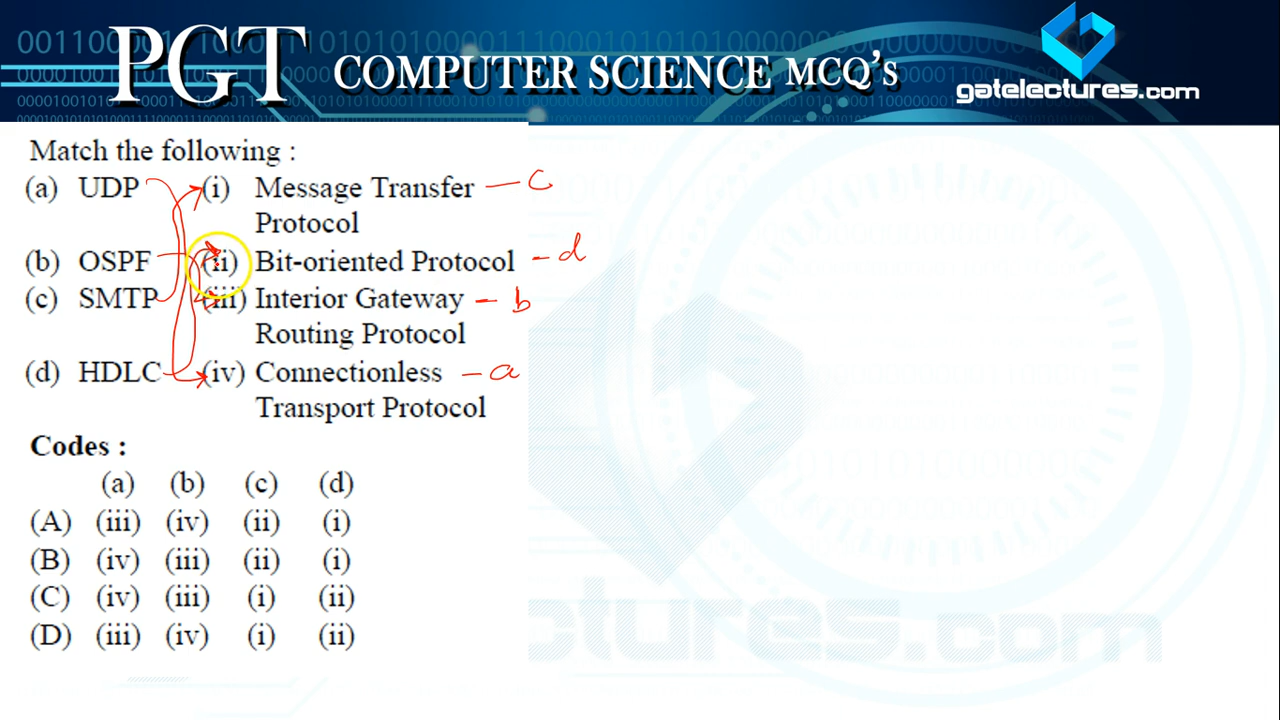 PGT COMPUTER SCIENCE MCQ's
gatelectures.com
Match the following :
(a) UDP (i) Message Transfer – c
Protocol
(b) OSPF (ii) Bit-oriented Protocol – d
(c) SMTP (iii) Interior Gateway – b
Routing Protocol
(d) HDLC (iv) Connectionless – a
Transport Protocol
Codes :
(a) (b) (c) (d)
(A) (iii) (iv) (ii) (i)
(B) (iv) (iii) (ii) (i)
(C) (iv) (iii) (i) (ii)
(D) (iii) (iv) (i) (ii)
ectures.com